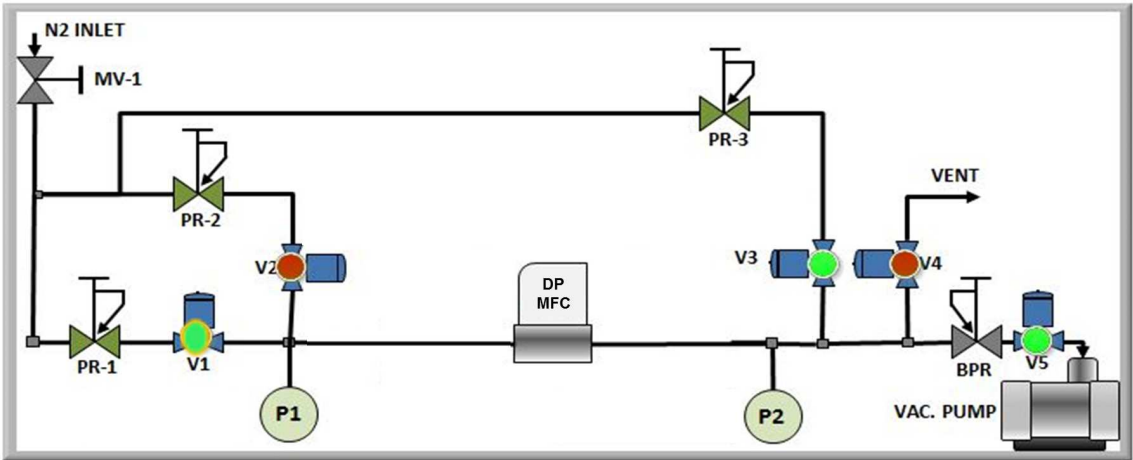 N2 INLET
MV-1
PR-3
VENT
PR-2
V2
V3
V4
DP
MFC
PR-1
V1
BPR
V5
P1
P2
VAC. PUMP